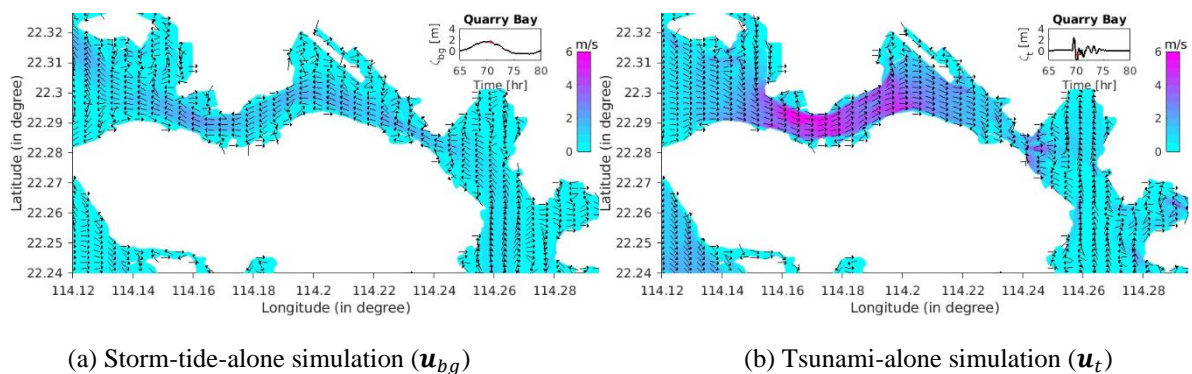 Quarry Bay
ζbg [m]
4
2
0
65 70 75 80
Time [hr]
m/s
6
4
2
0
22.32
22.31
22.3
22.29
22.28
22.27
22.26
22.25
22.24
Latitude (in degree)
114.12 114.14 114.16 114.18 114.2 114.22 114.24 114.26 114.28
Longitude (in degree)
(a) Storm-tide-alone simulation (𝒖bg)
Quarry Bay
ζt [m]
4
2
0
65 70 75 80
Time [hr]
m/s
6
4
2
0
22.32
22.31
22.3
22.29
22.28
22.27
22.26
22.25
22.24
Latitude (in degree)
114.12 114.14 114.16 114.18 114.2 114.22 114.24 114.26 114.28
Longitude (in degree)
(b) Tsunami-alone simulation (𝒖t)